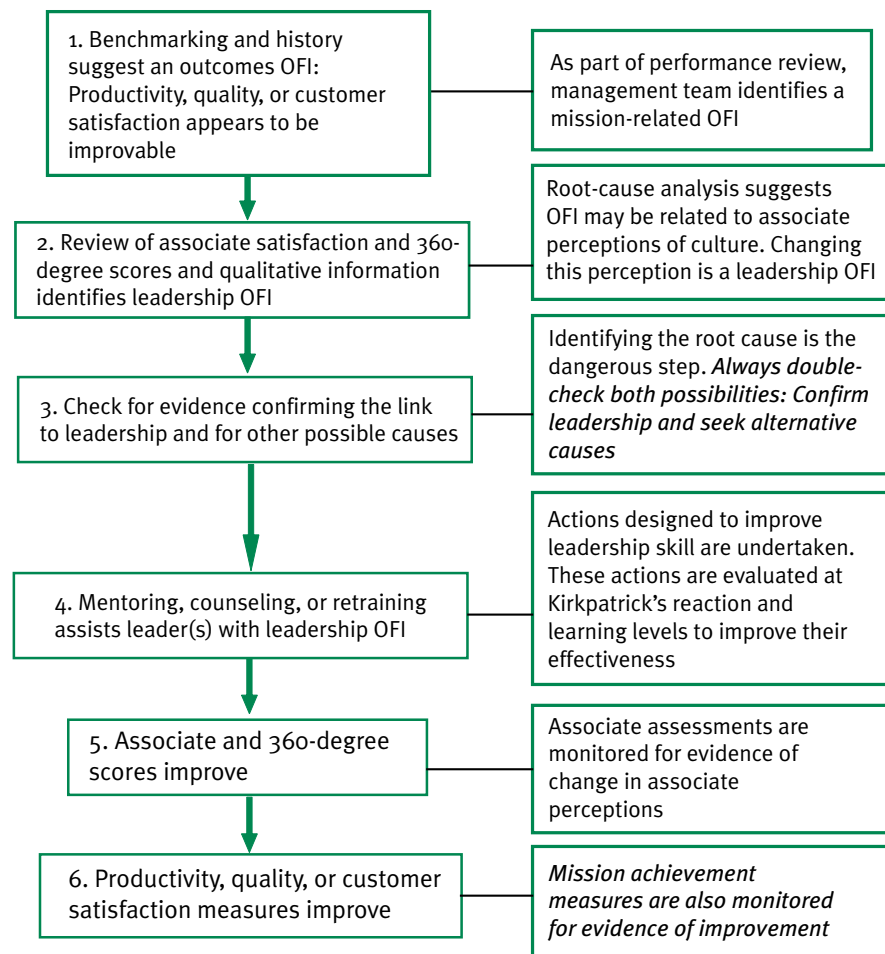 1. Benchmarking and history
suggest an outcomes OFI:
Productivity, quality, or customer
satisfaction appears to be
improvable
As part of performance review,
management team identifies a
mission-related OFI
2. Review of associate satisfaction and 360-
degree scores and qualitative information
identifies leadership OFI
Root-cause analysis suggests
OFI may be related to associate
perceptions of culture. Changing
this perception is a leadership OFI
3. Check for evidence confirming the link
to leadership and for other possible causes
Identifying the root cause is the
dangerous step. Always double-
check both possibilities: Confirm
leadership and seek alternative
causes
4. Mentoring, counseling, or retraining
assists leader(s) with leadership OFI
Actions designed to improve
leadership skill are undertaken.
These actions are evaluated at
Kirkpatrick’s reaction and
learning levels to improve their
effectiveness
5. Associate and 360-degree
scores improve
Associate assessments are
monitored for evidence of
change in associate
perceptions
6. Productivity, quality, or customer
satisfaction measures improve
Mission achievement
measures are also monitored
for evidence of improvement